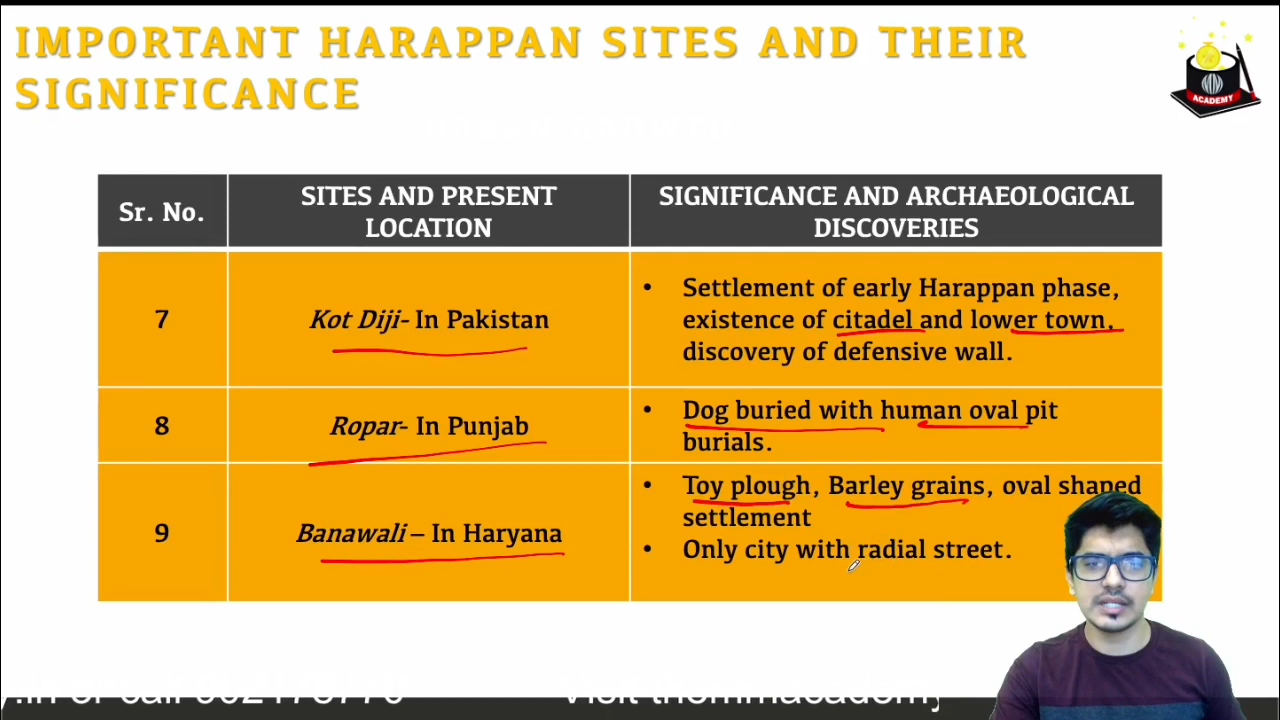 IMPORTANT HARAPPAN SITES AND THEIR
SIGNIFICANCE
ACADEMY
Sr. No.
SITES AND PRESENT
LOCATION
SIGNIFICANCE AND ARCHAEOLOGICAL
DISCOVERIES
7
Kot Diji- In Pakistan
• Settlement of early Harappan phase,
existence of citadel and lower town,
discovery of defensive wall.
8
Ropar- In Punjab
• Dog buried with human oval pit
burials.
9
Banawali – In Haryana
• Toy plough, Barley grains, oval shaped
settlement
• Only city with radial street.